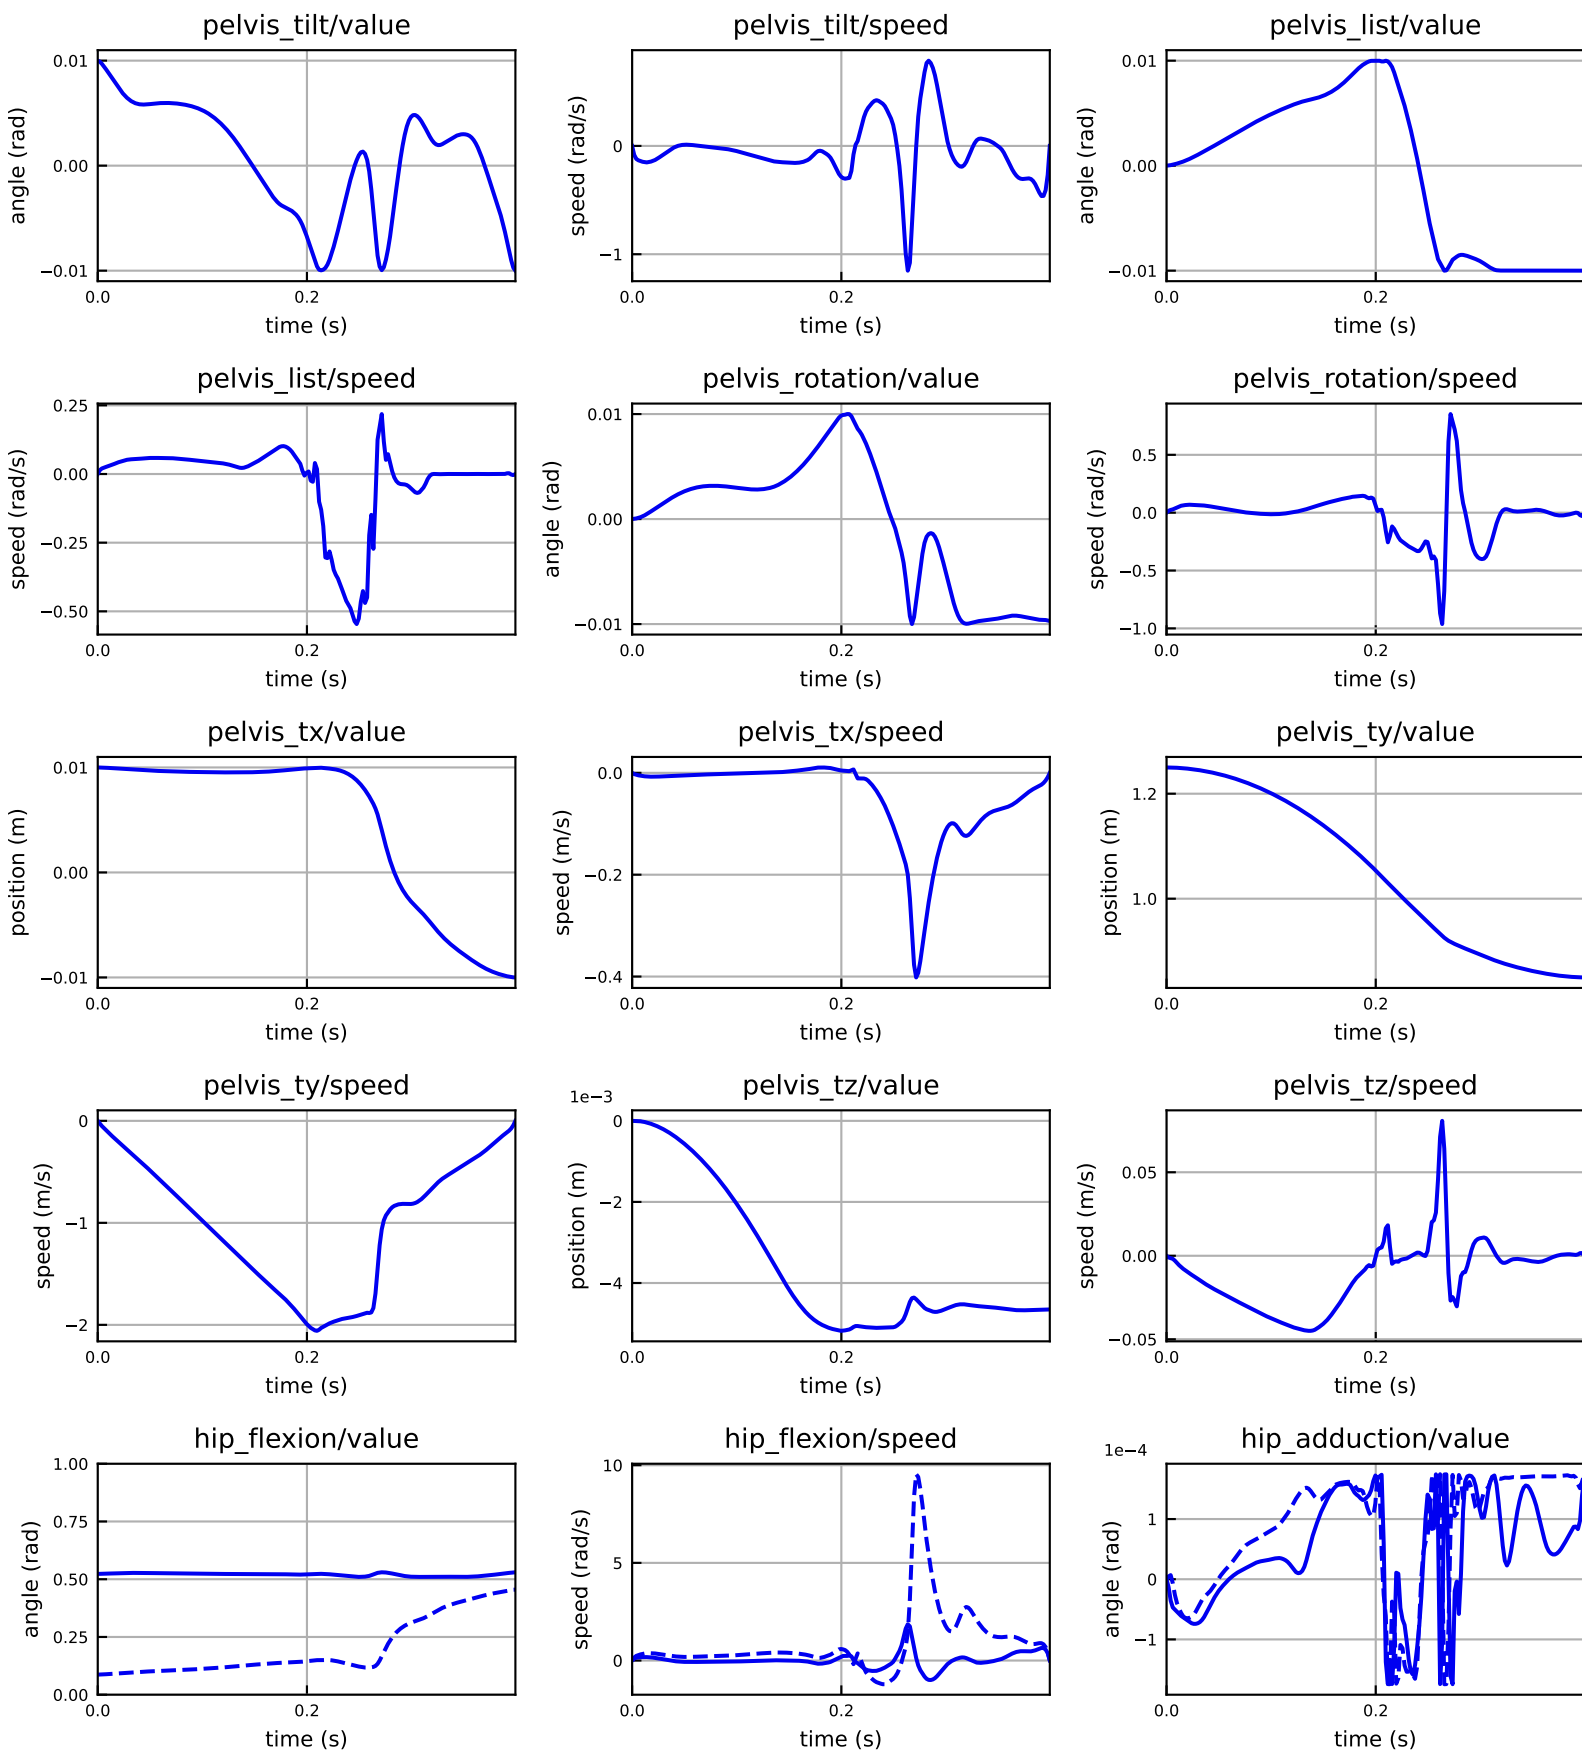 pelvis_tilt/value
angle (rad)
0.01
0.00
−0.01
0.0
0.2
time (s)
pelvis_tilt/speed
speed (rad/s)
0
−1
0.0
0.2
time (s)
pelvis_list/value
angle (rad)
0.01
0.00
−0.01
0.0
0.2
time (s)
pelvis_list/speed
speed (rad/s)
0.25
0.00
−0.25
−0.50
0.0
0.2
time (s)
pelvis_rotation/value
angle (rad)
0.01
0.00
−0.01
0.0
0.2
time (s)
pelvis_rotation/speed
speed (rad/s)
0.5
0.0
−0.5
−1.0
0.0
0.2
time (s)
pelvis_tx/value
position (m)
0.01
0.00
−0.01
0.0
0.2
time (s)
pelvis_tx/speed
speed (m/s)
0.0
−0.2
−0.4
0.0
0.2
time (s)
pelvis_ty/value
position (m)
1.2
1.0
0.0
0.2
time (s)
pelvis_ty/speed
speed (m/s)
0
−1
−2
0.0
0.2
time (s)
pelvis_tz/value
1e−3
position (m)
0
−2
−4
0.0
0.2
time (s)
pelvis_tz/speed
speed (m/s)
0.05
0.00
−0.05
0.0
0.2
time (s)
hip_flexion/value
angle (rad)
1.00
0.75
0.50
0.25
0.00
0.0
0.2
time (s)
hip_flexion/speed
speed (rad/s)
10
5
0
0.0
0.2
time (s)
hip_adduction/value
1e−4
angle (rad)
1
0
−1
0.0
0.2
time (s)